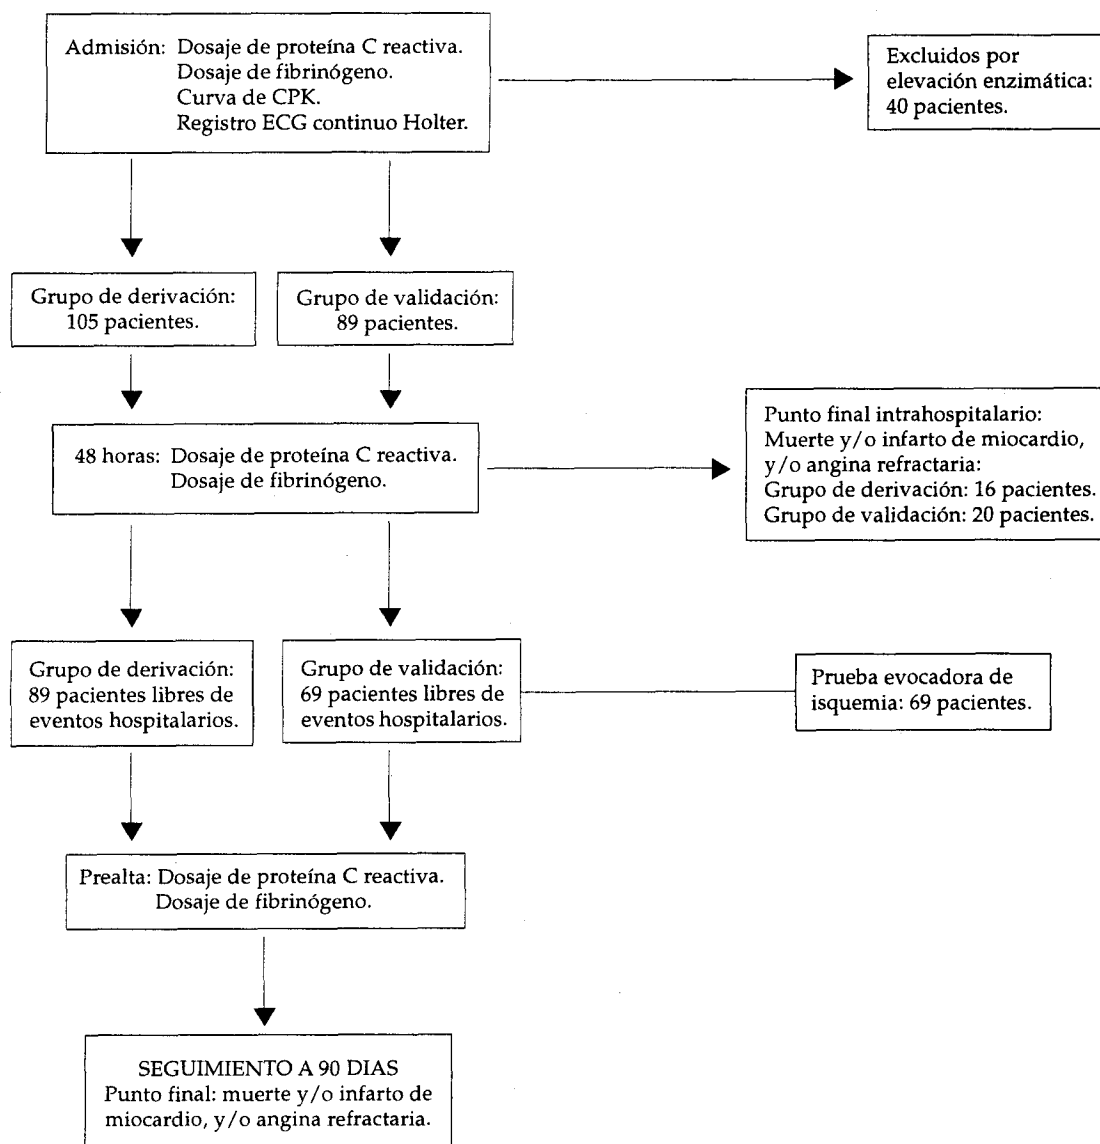 Admisión: Dosaje de proteína C reactiva.
Dosaje de fibrinógeno.
Curva de CPK.
Registro ECG continuo Holter.
Excluidos por
elevación enzimática:
40 pacientes.
Grupo de derivación:
105 pacientes.
Grupo de validación:
89 pacientes.
48 horas: Dosaje de proteína C reactiva.
Dosaje de fibrinógeno.
Punto final intrahospitalario:
Muerte y/o infarto de miocardio,
y/o angina refractaria:
Grupo de derivación: 16 pacientes.
Grupo de validación: 20 pacientes.
Grupo de derivación:
89 pacientes libres de
eventos hospitalarios.
Grupo de validación:
69 pacientes libres de
eventos hospitalarios.
Prueba evocadora de
isquemia: 69 pacientes.
Prealta: Dosaje de proteína C reactiva.
Dosaje de fibrinógeno.
SEGUIMIENTO A 90 DIAS
Punto final: muerte y/o infarto de
miocardio, y/o angina refractaria.